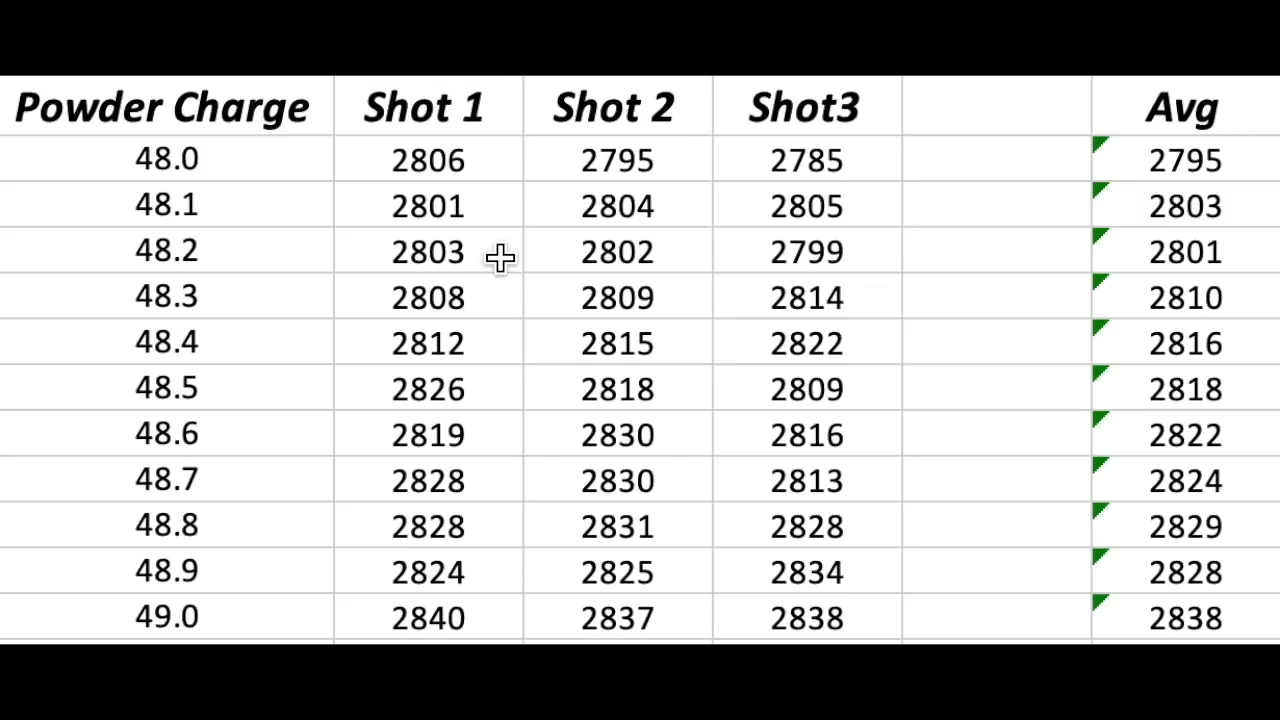 Powder Charge Shot 1 Shot 2 Shot3 Avg
48.0 2806 2795 2785 2795
48.1 2801 2804 2805 2803
48.2 2803 2802 2799 2801
48.3 2808 2809 2814 2810
48.4 2812 2815 2822 2816
48.5 2826 2818 2809 2818
48.6 2819 2830 2816 2822
48.7 2828 2830 2813 2824
48.8 2828 2831 2828 2829
48.9 2824 2825 2834 2828
49.0 2840 2837 2838 2838